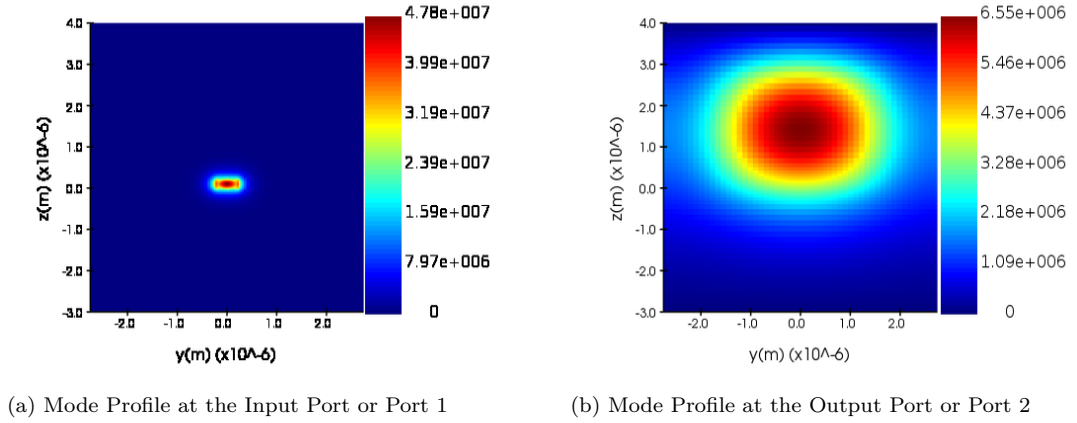 4.0
3.0
2.0
1.0
0.0
-1.0
-2.0
-3.0
z(m) (x10^-6)
-2.0 -1.0 0.0 1.0 2.0
y(m) (x10^-6)
4.78e+007
3.99e+007
3.19e+007
2.39e+007
1.59e+007
7.97e+006
0
(a) Mode Profile at the Input Port or Port 1
4.0
3.0
2.0
1.0
0.0
-1.0
-2.0
-3.0
z(m) (x10^-6)
-2.0 -1.0 0.0 1.0 2.0
y(m) (x10^-6)
6.55e+006
5.46e+006
4.37e+006
3.28e+006
2.18e+006
1.09e+006
0
(b) Mode Profile at the Output Port or Port 2